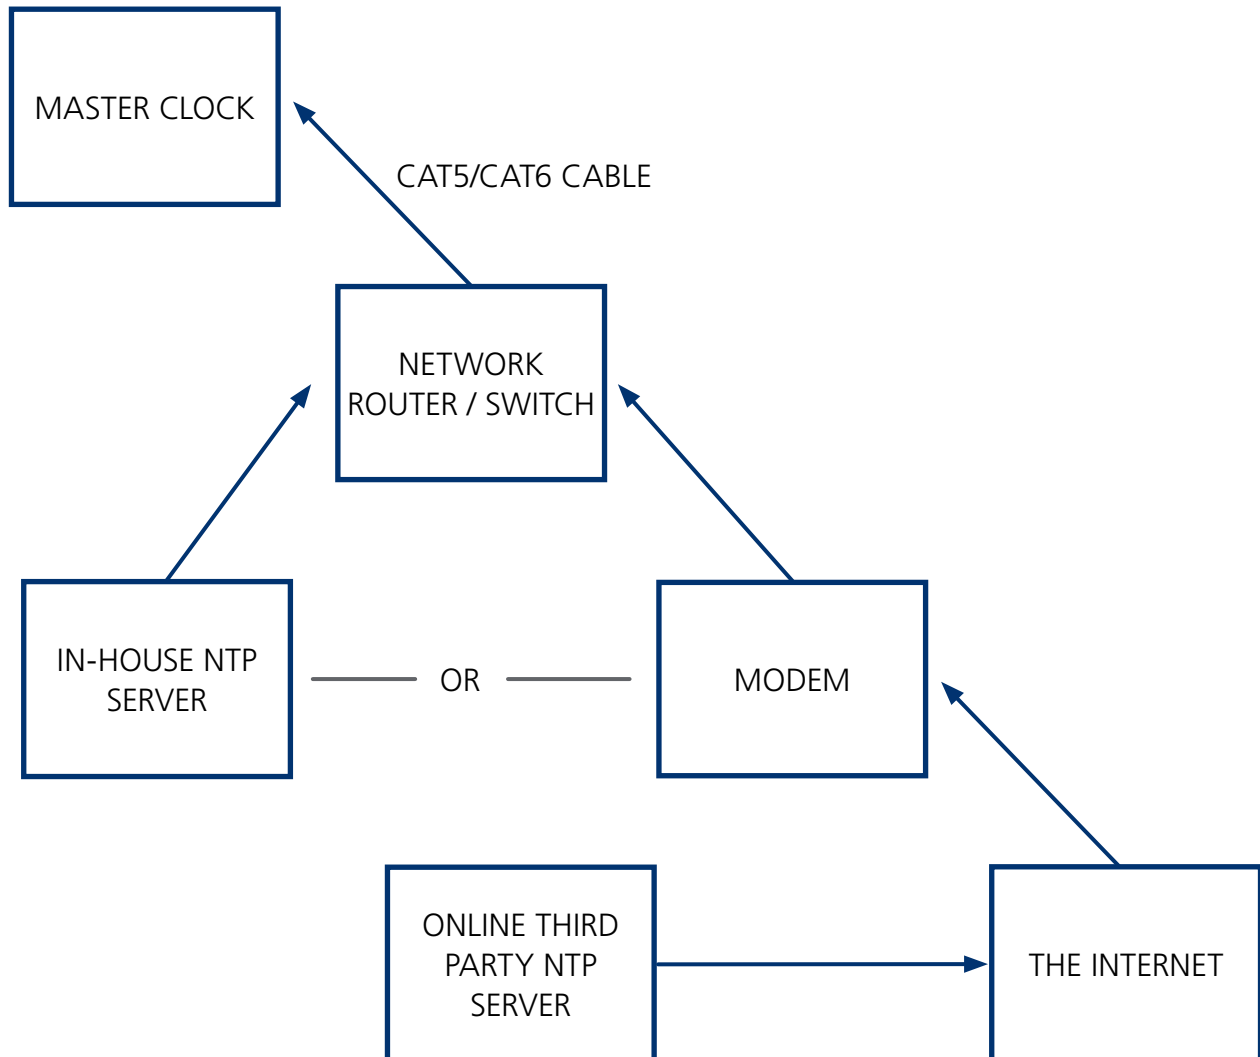 MASTER CLOCK
CAT5/CAT6 CABLE
NETWORK
ROUTER / SWITCH
IN-HOUSE NTP
SERVER
OR
MODEM
ONLINE THIRD
PARTY NTP
SERVER
THE INTERNET